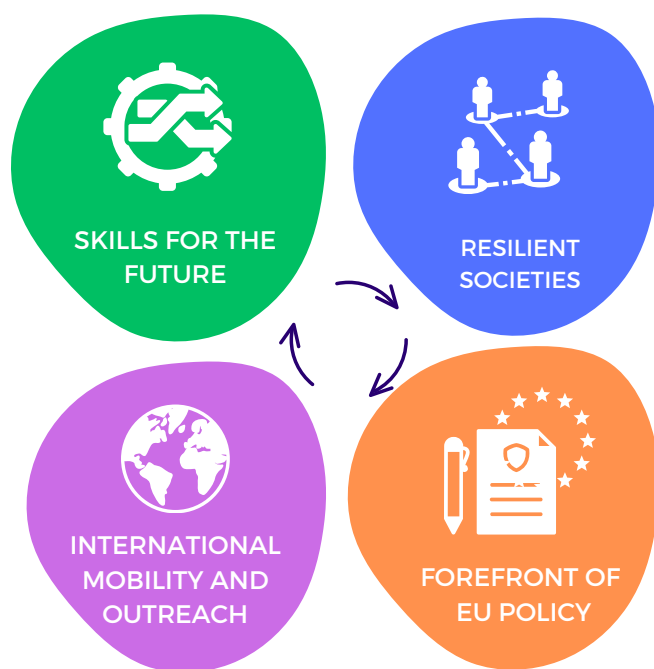 SKILLS FOR THE
FUTURE
RESILIENT
SOCIETIES
INTERNATIONAL
MOBILITY AND
OUTREACH
FOREFRONT OF
EU POLICY